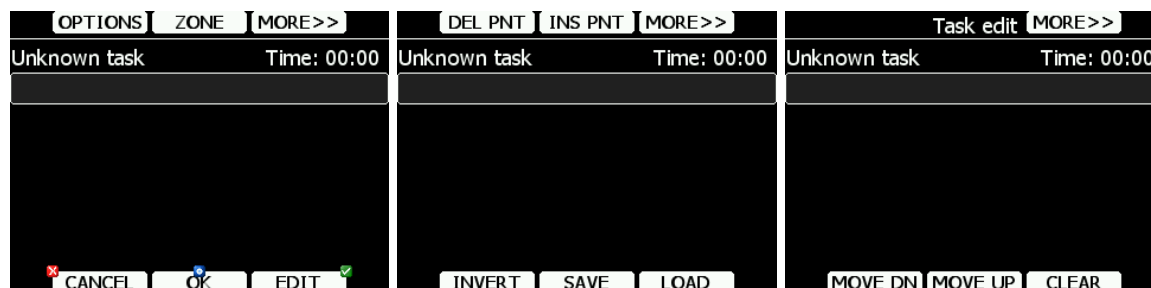 OPTIONS ZONE MORE>>
Unknown task Time: 00:00
CANCEL OK EDIT
DEL PNT INS PNT MORE>>
Unknown task Time: 00:00
INVERT SAVE LOAD
Task edit MORE>>
Unknown task Time: 00:00
MOVE DN MOVE UP CLEAR